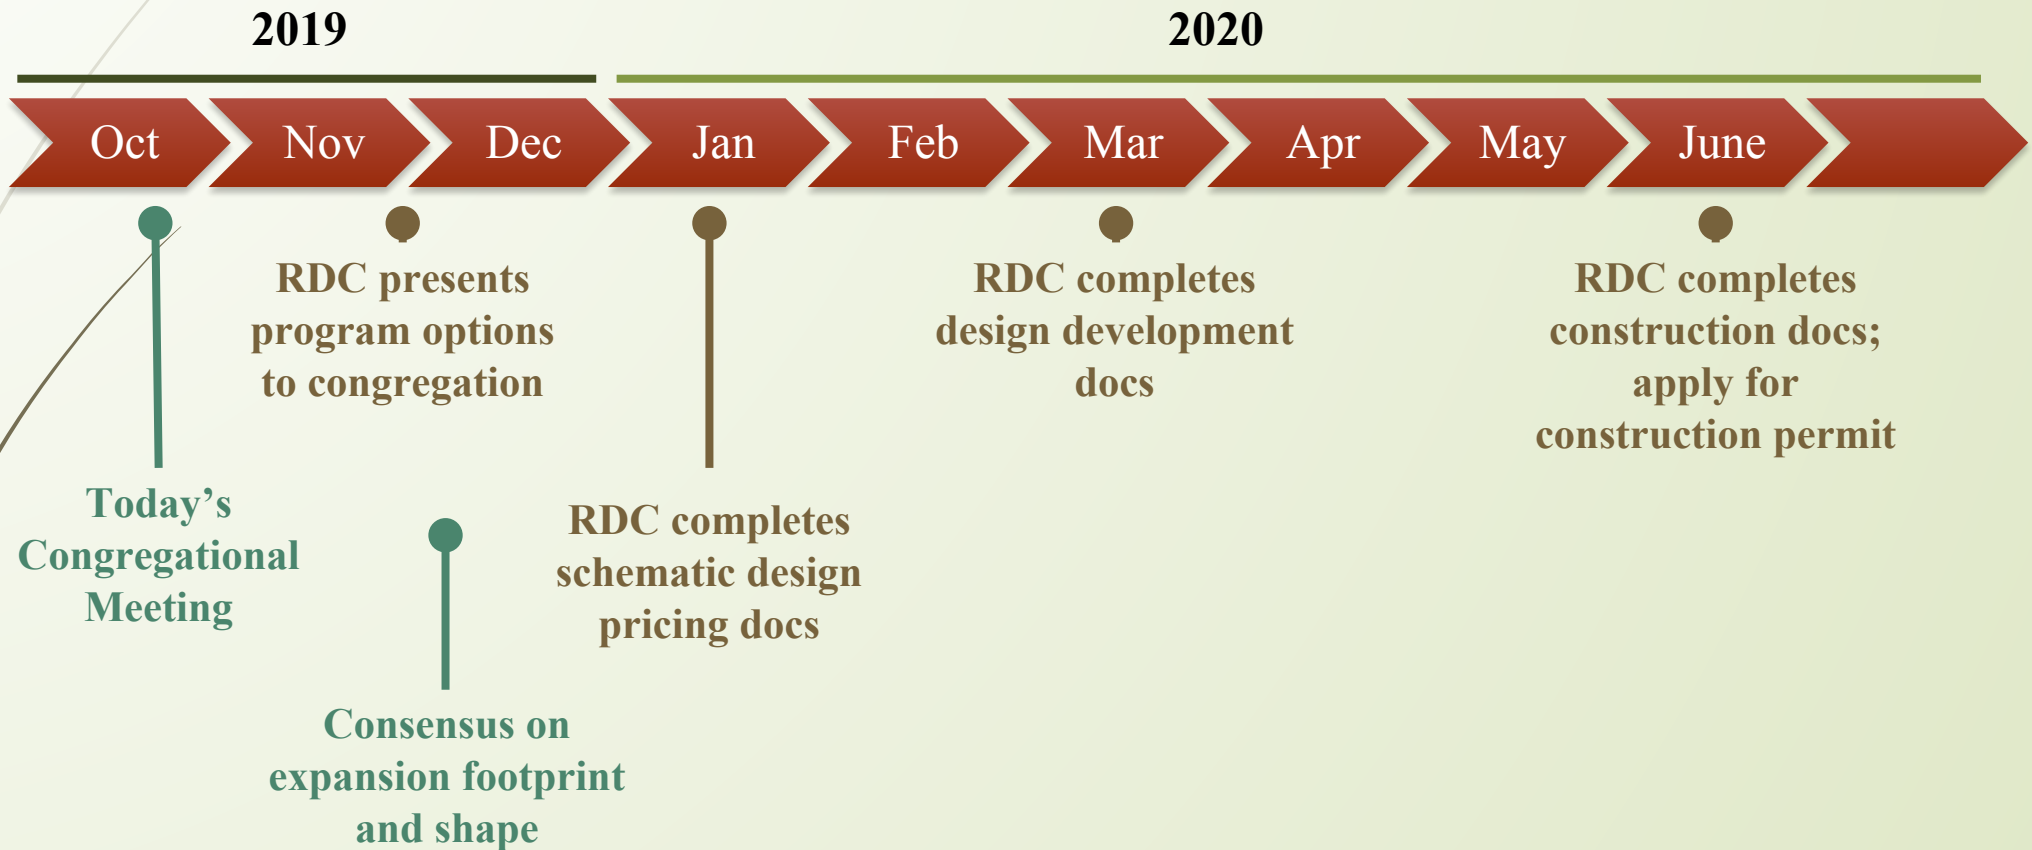 2019
2020
Oct
Nov
Dec
Jan
Feb
Mar
Apr
May
June
RDC presents
program options
to congregation
RDC completes
design development
docs
RDC completes
construction docs;
apply for
construction permit
Today’s
Congregational
Meeting
RDC completes
schematic design
pricing docs
Consensus on
expansion footprint
and shape